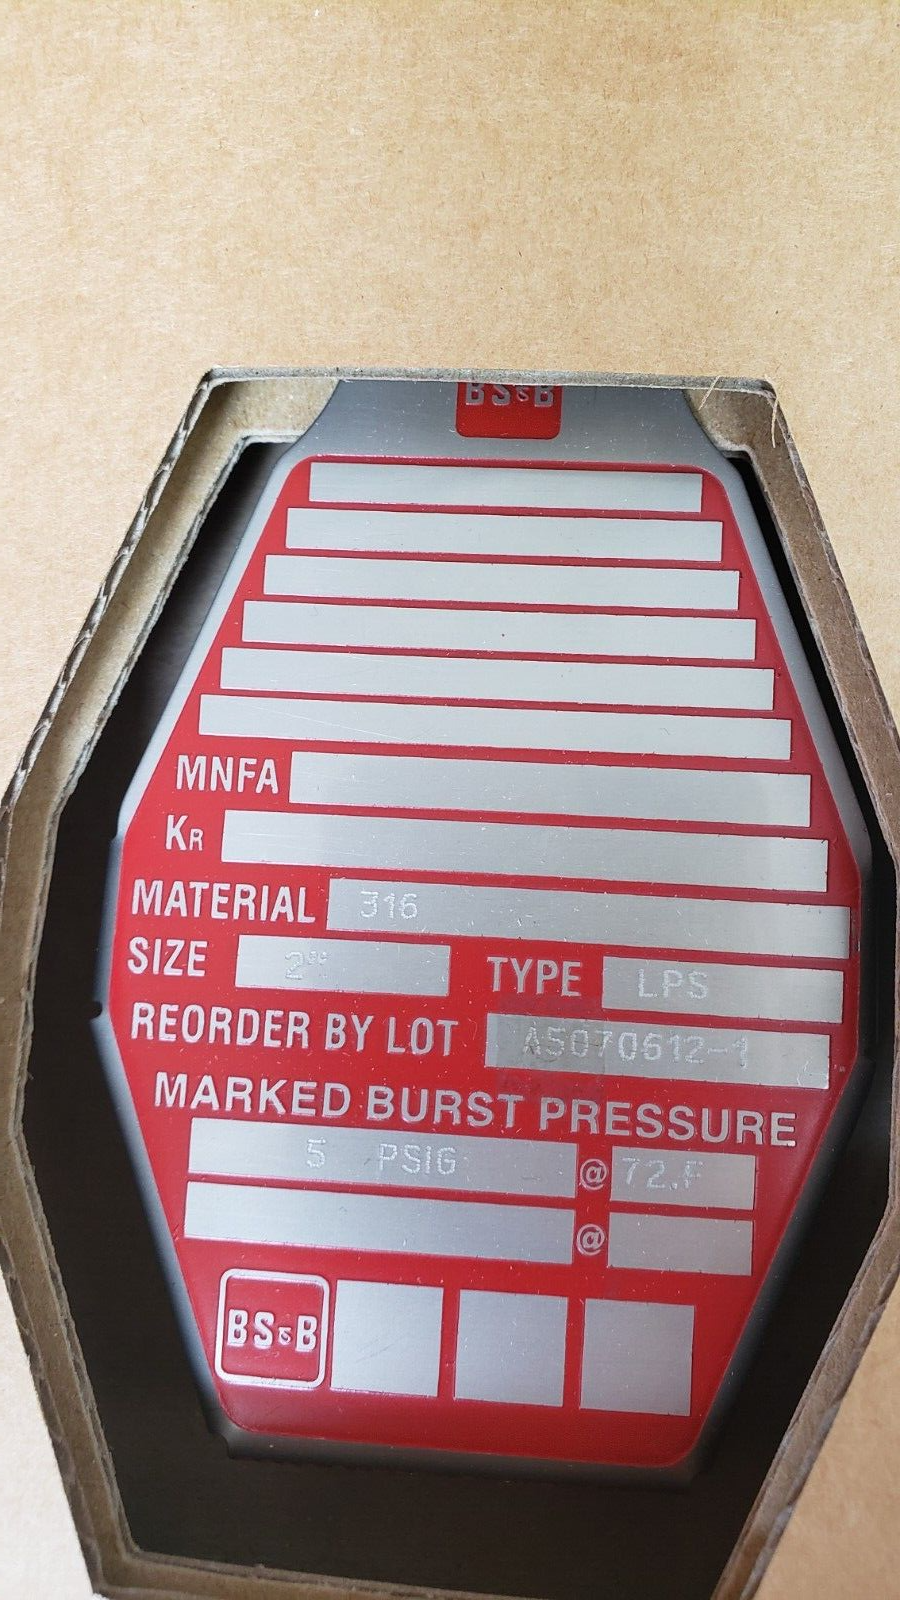 BS&B
MNFA
KR
MATERIAL 316
SIZE 2" TYPE LPS
REORDER BY LOT A5070612-1
MARKED BURST PRESSURE
5 PSIG @ 72.F
@
BS&B